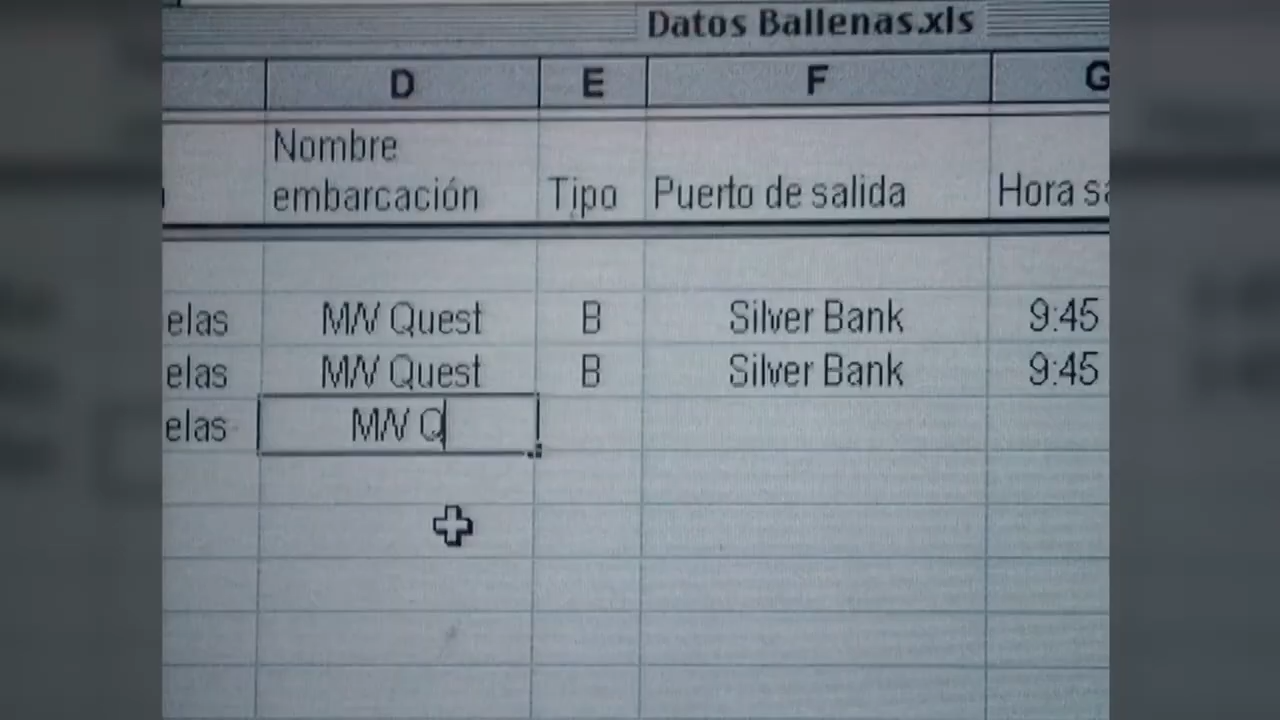 Datos Ballenas.xls
D E F G
Nombre
embarcación Tipo Puerto de salida Hora
elas M/V Quest B Silver Bank 9:45
elas M/V Quest B Silver Bank 9:45
elas M/V Q